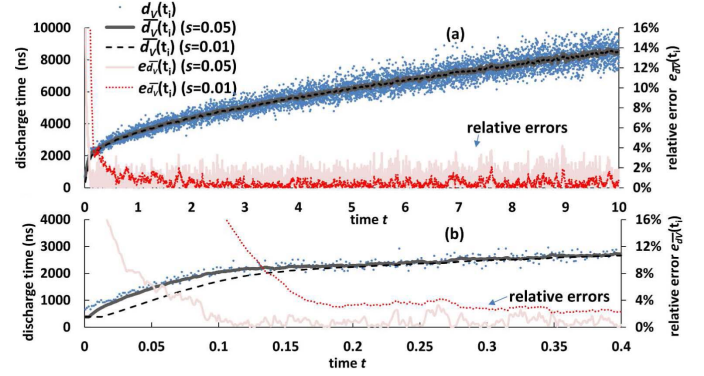 d_V(t_i)
d̅_V̅(t_i) (s=0.05)
d̅_V̅(t_i) (s=0.01)
e_d̅V̅(t_i) (s=0.05)
e_d̅V̅(t_i) (s=0.01)
(a)
discharge time (ns)
10000
8000
6000
4000
2000
0
16%
14%
12%
10%
8%
6%
4%
2%
0%
relative error e_d̅V̅(t_i)
relative errors
0 1 2 3 4 5 6 7 8 9 10
time t
(b)
discharge time (ns)
4000
3000
2000
1000
0
16%
12%
8%
4%
0%
relative error e_d̅V̅(t_i)
relative errors
0 0.05 0.1 0.15 0.2 0.25 0.3 0.35 0.4
time t